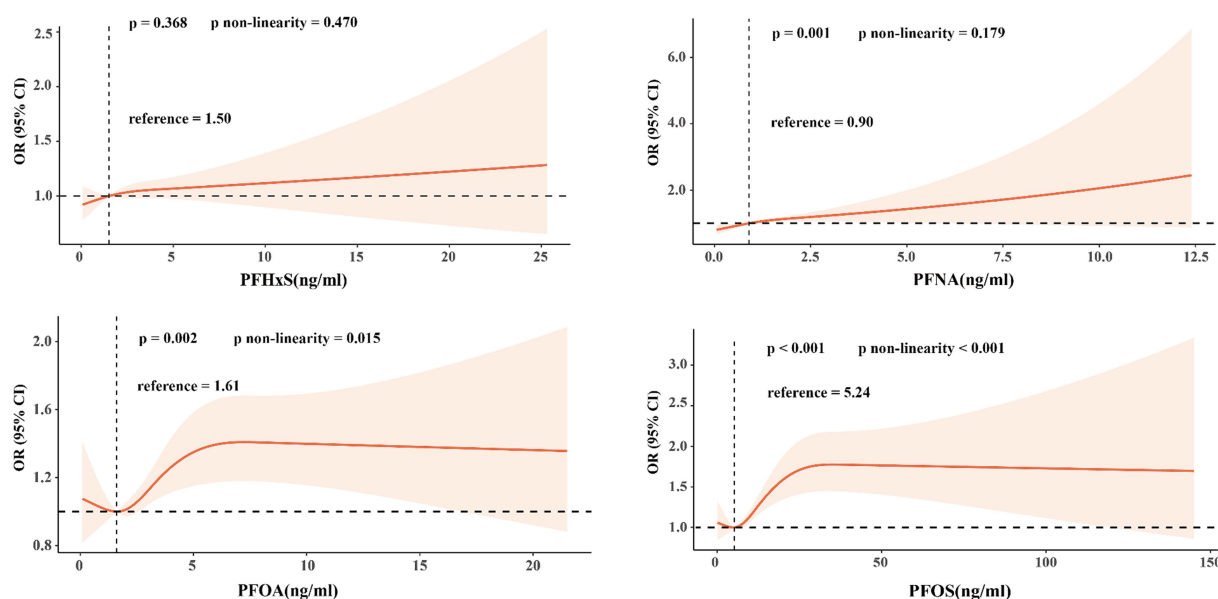 p = 0.368 p non-linearity = 0.470
reference = 1.50
OR (95% CI)
2.5
2.0
1.5
1.0
0 5 10 15 20 25
PFHxS(ng/ml)
p = 0.001 p non-linearity = 0.179
reference = 0.90
OR (95% CI)
6.0
4.0
2.0
0.0 2.5 5.0 7.5 10.0 12.5
PFNA(ng/ml)
p = 0.002 p non-linearity = 0.015
reference = 1.61
OR (95% CI)
2.0
1.6
1.2
0.8
0 5 10 15 20
PFOA(ng/ml)
p < 0.001 p non-linearity < 0.001
reference = 5.24
OR (95% CI)
3.0
2.5
2.0
1.5
1.0
0 50 100 150
PFOS(ng/ml)